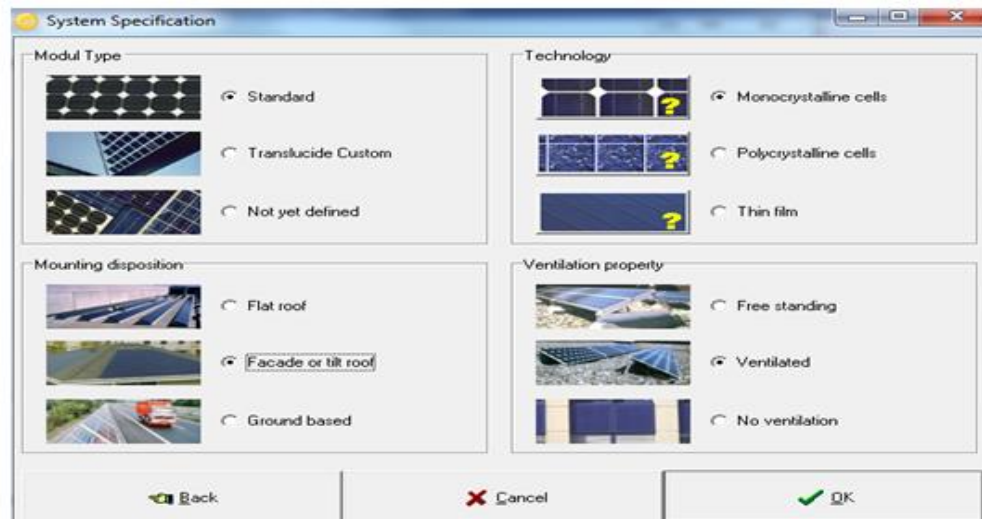 System Specification
Modul Type
Standard
Translucide Custom
Not yet defined
Technology
?
Monocrystalline cells
?
Polycrystalline cells
?
Thin film
Mounting disposition
Flat roof
Facade or tilt roof
Ground based
Ventilation property
Free standing
Ventilated
No ventilation
Back
Cancel
OK